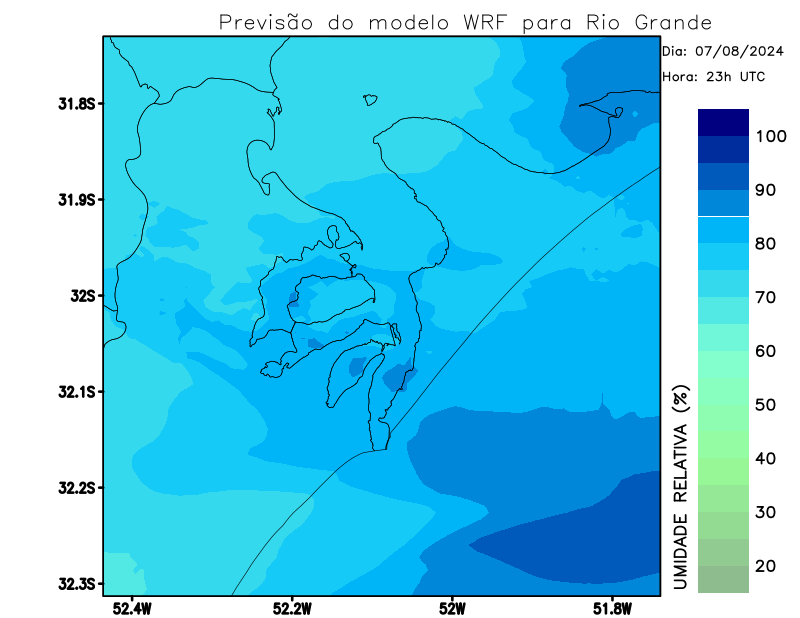 Previsão do modelo WRF para Rio Grande
Dia: 07/08/2024
Hora: 23h UTC
31.8S
31.9S
32S
32.1S
32.2S
32.3S
52.4W
52.2W
52W
51.8W
100
90
80
70
60
50
40
30
20
UMIDADE RELATIVA (%)